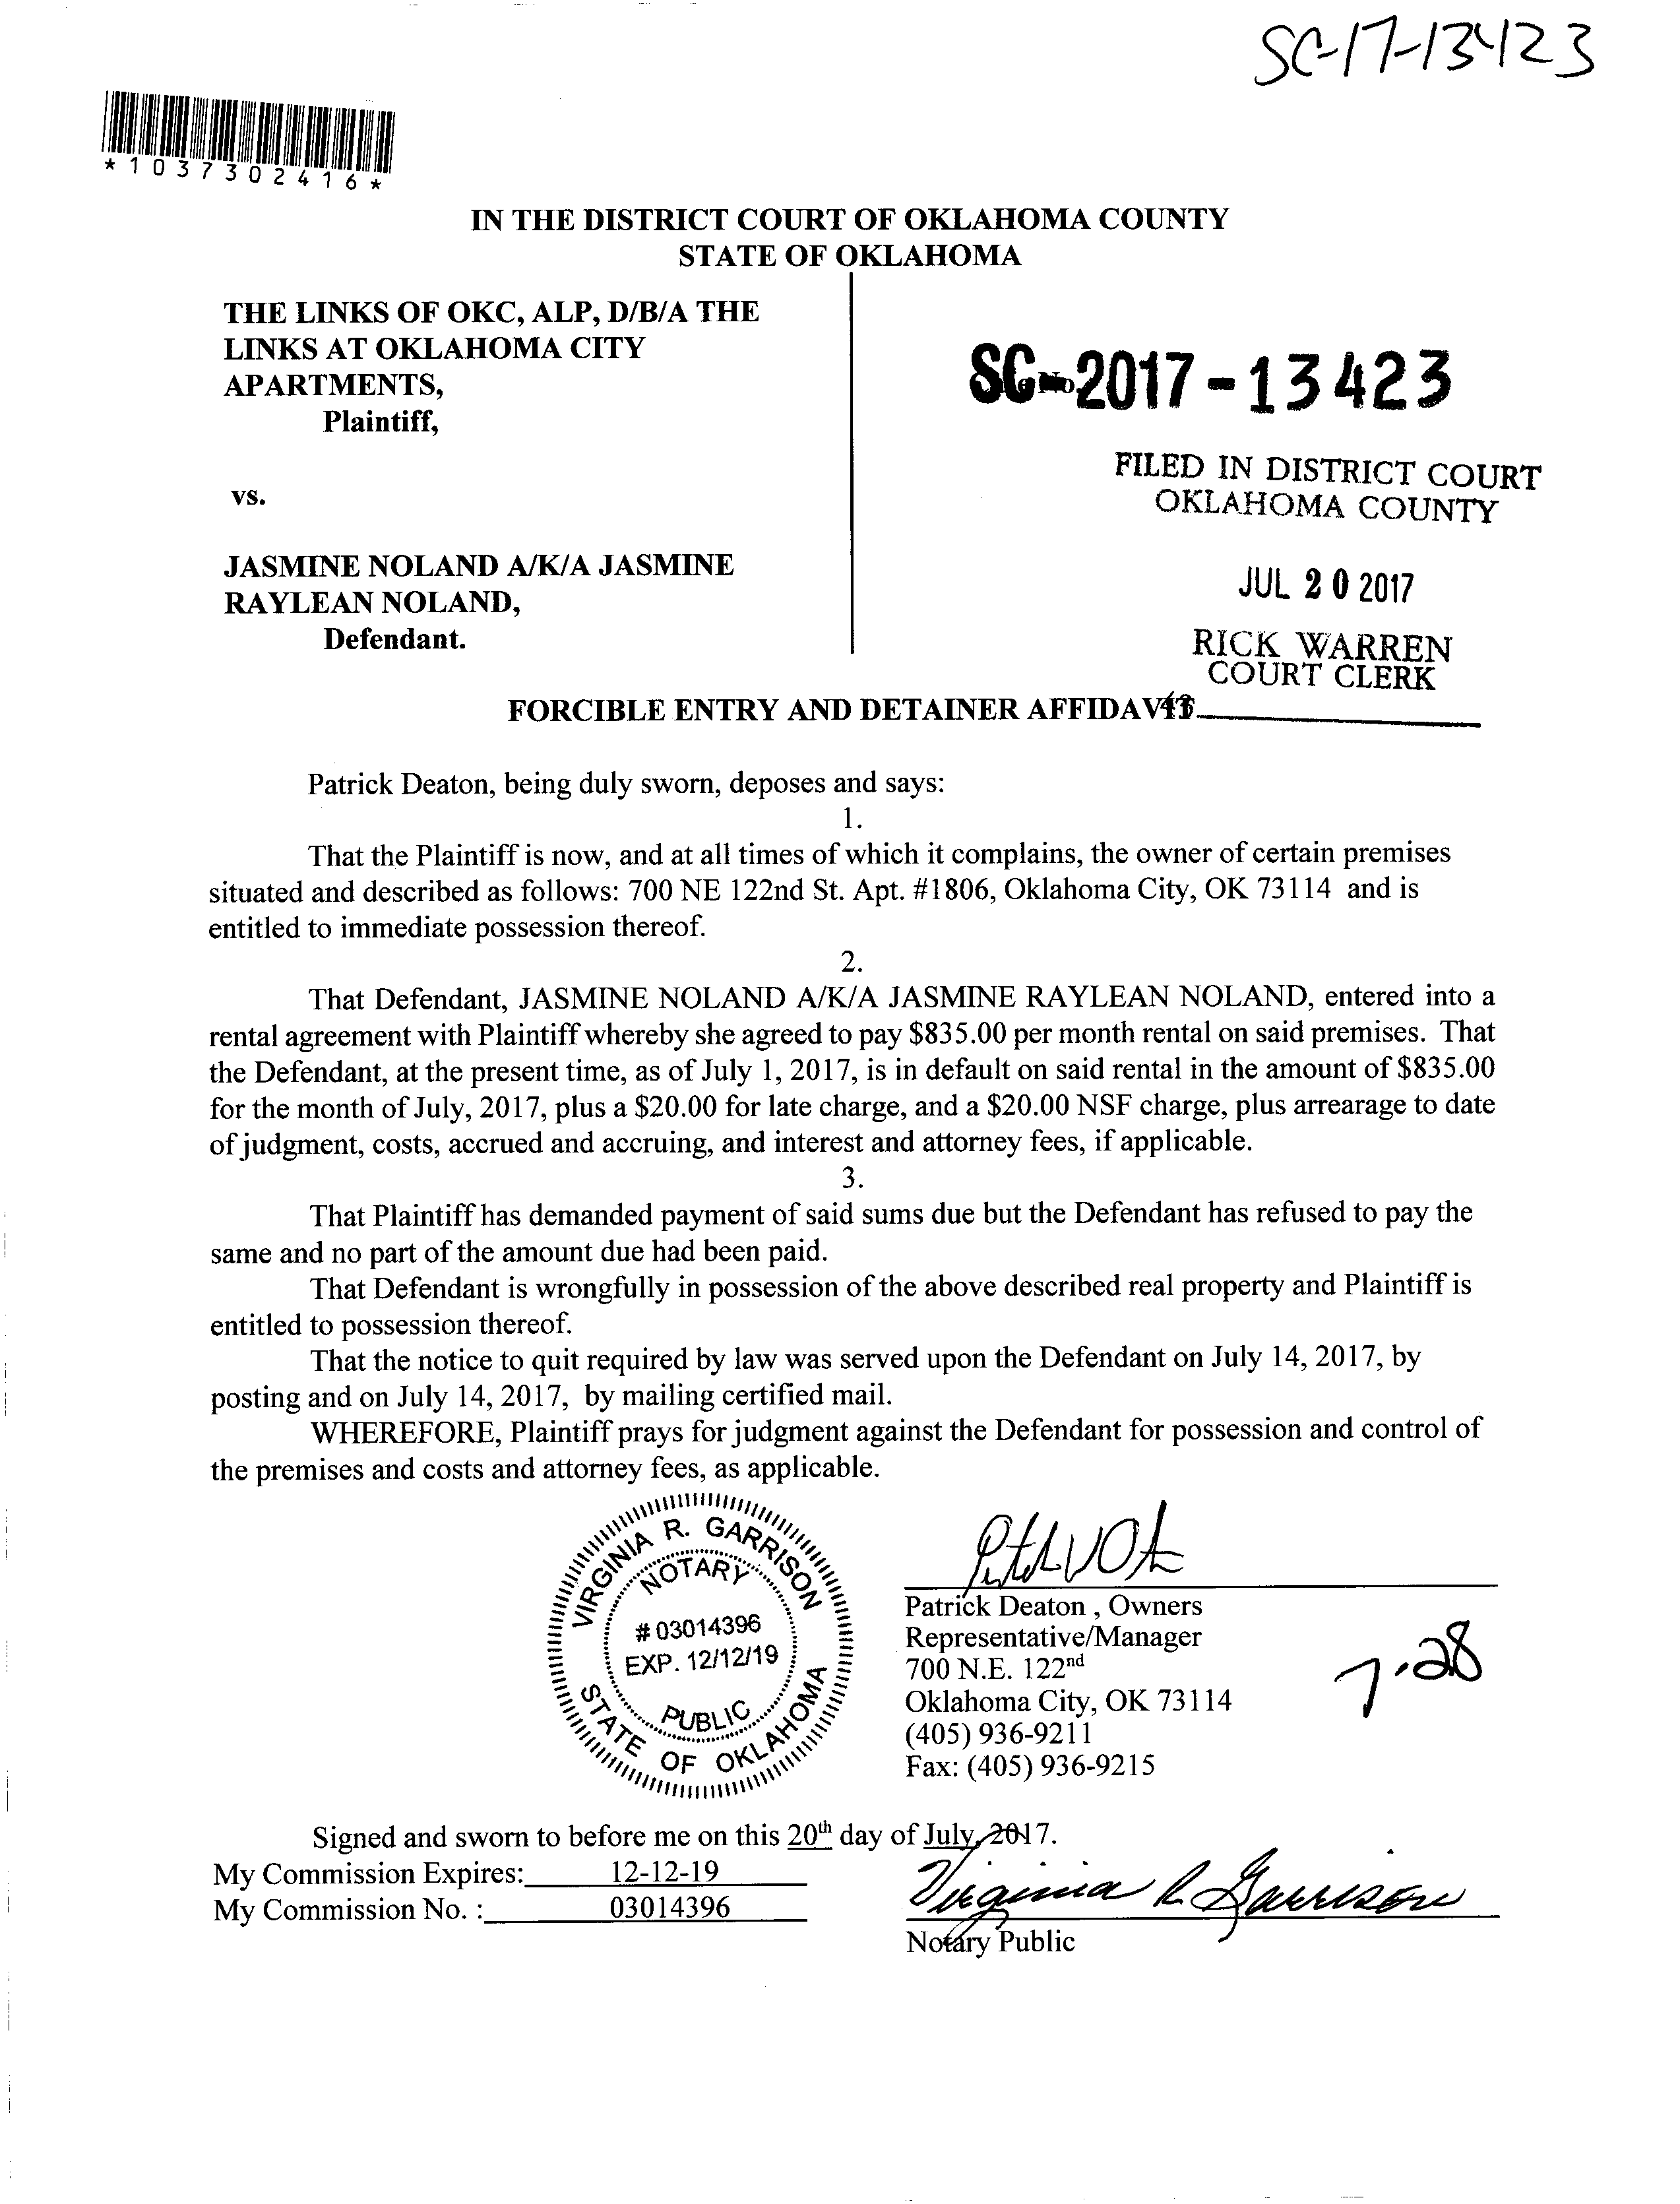 SC-17-13423
*1037302416*
IN THE DISTRICT COURT OF OKLAHOMA COUNTY
STATE OF OKLAHOMA
THE LINKS OF OKC, ALP, D/B/A THE
LINKS AT OKLAHOMA CITY
APARTMENTS,
Plaintiff,
vs.
JASMINE NOLAND A/K/A JASMINE
RAYLEAN NOLAND,
Defendant.
SC-2017-13423
FILED IN DISTRICT COURT
OKLAHOMA COUNTY
JUL 20 2017
RICK WARREN
COURT CLERK
43
FORCIBLE ENTRY AND DETAINER AFFIDAVIT
Patrick Deaton, being duly sworn, deposes and says:
1.
That the Plaintiff is now, and at all times of which it complains, the owner of certain premises
situated and described as follows: 700 NE 122nd St. Apt. #1806, Oklahoma City, OK 73114 and is
entitled to immediate possession thereof.
2.
That Defendant, JASMINE NOLAND A/K/A JASMINE RAYLEAN NOLAND, entered into a
rental agreement with Plaintiff whereby she agreed to pay $835.00 per month rental on said premises. That
the Defendant, at the present time, as of July 1, 2017, is in default on said rental in the amount of $835.00
for the month of July, 2017, plus a $20.00 for late charge, and a $20.00 NSF charge, plus arrearage to date
of judgment, costs, accrued and accruing, and interest and attorney fees, if applicable.
3.
That Plaintiff has demanded payment of said sums due but the Defendant has refused to pay the
same and no part of the amount due had been paid.
That Defendant is wrongfully in possession of the above described real property and Plaintiff is
entitled to possession thereof.
That the notice to quit required by law was served upon the Defendant on July 14, 2017, by
posting and on July 14, 2017, by mailing certified mail.
WHEREFORE, Plaintiff prays for judgment against the Defendant for possession and control of
the premises and costs and attorney fees, as applicable.
VIRGINIA R. GARRISON
NOTARY
# 03014396
EXP. 12/12/19
PUBLIC
STATE OF OKLAHOMA
Patrick Deaton , Owners
Representative/Manager
700 N.E. 122nd
Oklahoma City, OK 73114
(405) 936-9211
Fax: (405) 936-9215
7.28
Signed and sworn to before me on this 20th day of July, 2017.
My Commission Expires: 12-12-19
My Commission No. : 03014396
Virginia R Garrison
Notary Public